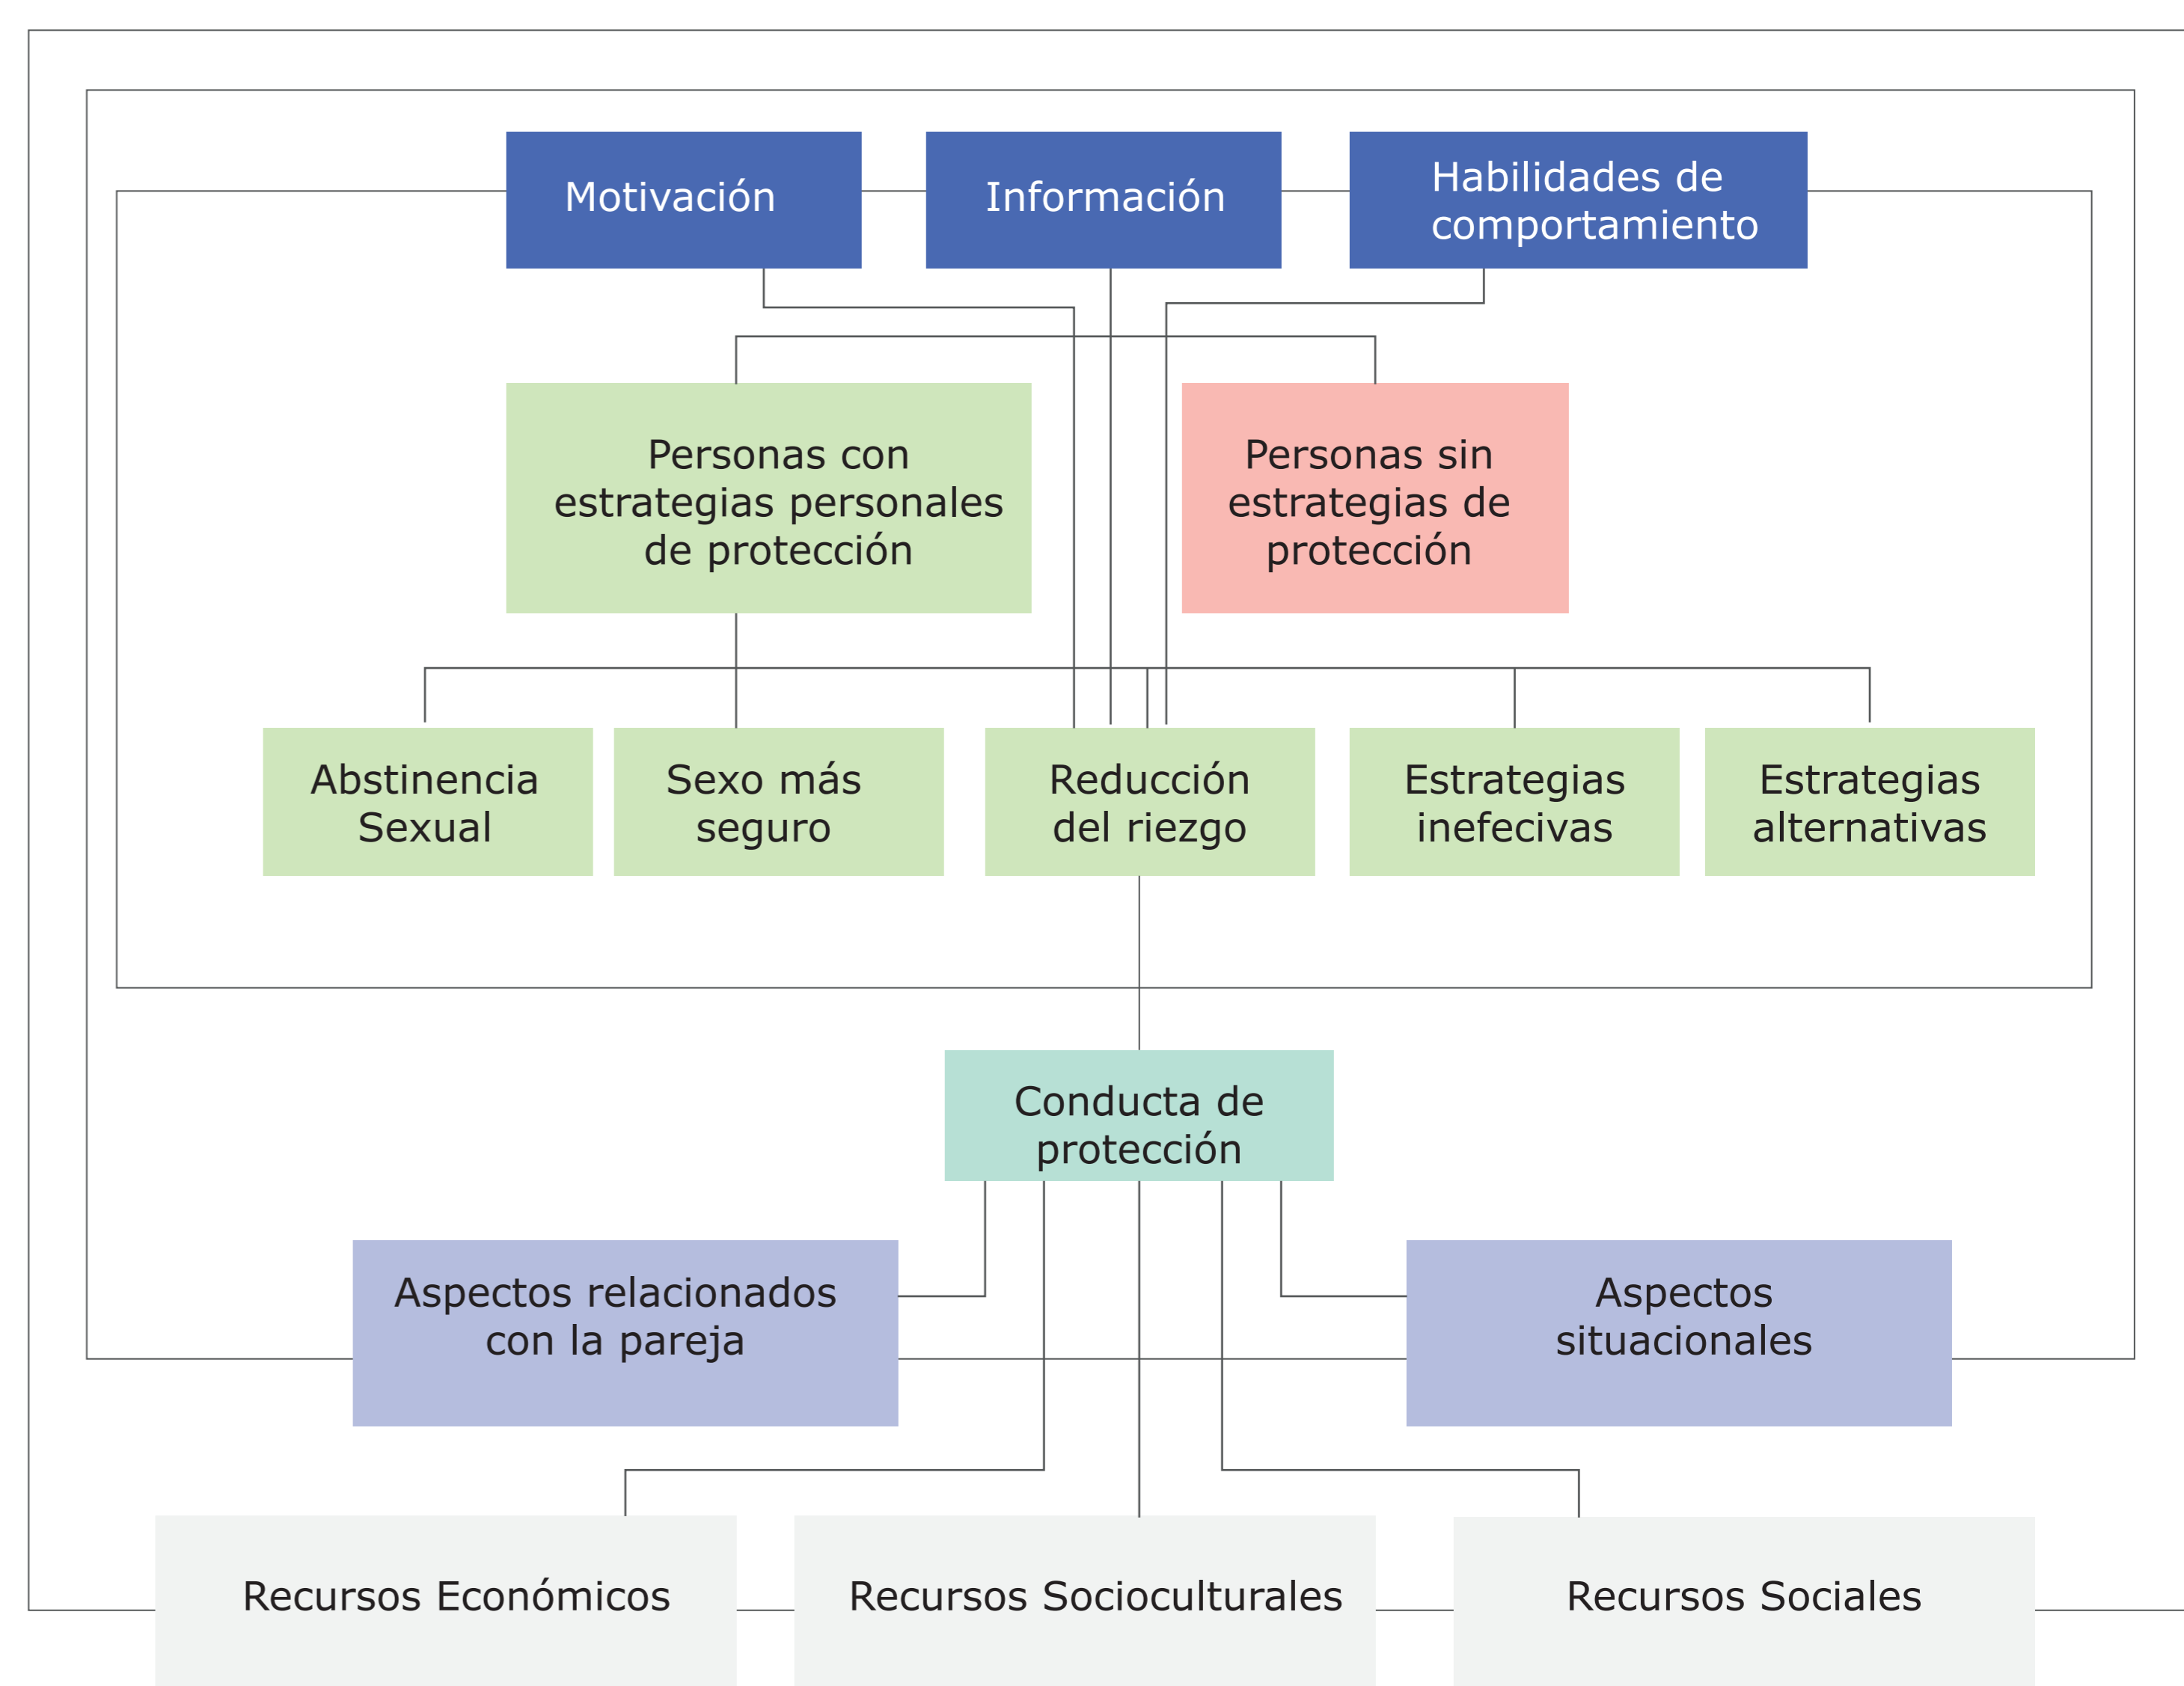 Motivación
Información
Habilidades de
comportamiento
Personas con
estrategias personales
de protección
Personas sin
estrategias de
protección
Abstinencia
Sexual
Sexo más
seguro
Reducción
del riezgo
Estrategias
inefecivas
Estrategias
alternativas
Conducta de
protección
Aspectos relacionados
con la pareja
Aspectos
situacionales
Recursos Económicos
Recursos Socioculturales
Recursos Sociales